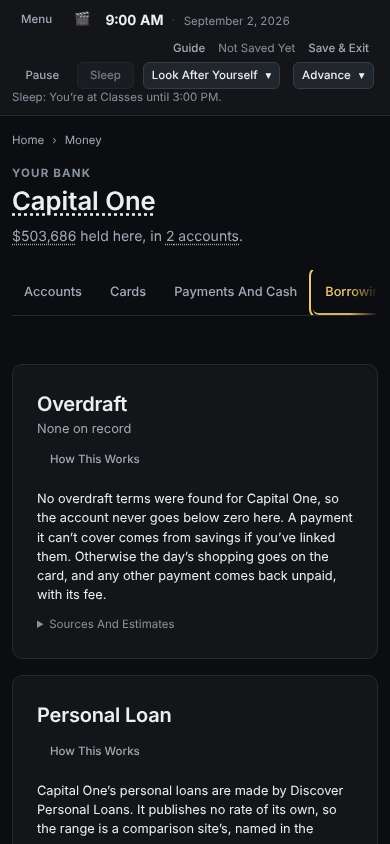 Menu 🎬 9:00 AM · September 2, 2026
Guide Not Saved Yet Save & Exit
Pause Sleep Look After Yourself ▾ Advance ▾
Sleep: You’re at Classes until 3:00 PM.
Home › Money
YOUR BANK
Capital One
$503,686 held here, in 2 accounts.
Accounts Cards Payments And Cash Borrowin
Overdraft
None on record
How This Works
No overdraft terms were found for Capital One, so
the account never goes below zero here. A payment
it can’t cover comes from savings if you’ve linked
them. Otherwise the day’s shopping goes on the
card, and any other payment comes back unpaid,
with its fee.
▶ Sources And Estimates
Personal Loan
How This Works
Capital One’s personal loans are made by Discover
Personal Loans. It publishes no rate of its own, so
the range is a comparison site’s, named in the